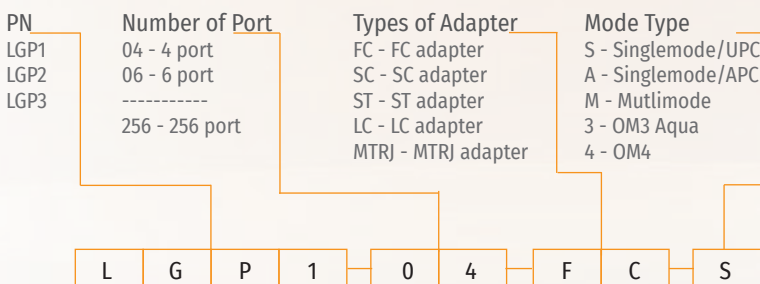 PN
LGP1
LGP2
LGP3
Number of Port
04 - 4 port
06 - 6 port
-----------
256 - 256 port
Types of Adapter
FC - FC adapter
SC - SC adapter
ST - ST adapter
LC - LC adapter
MTRJ - MTRJ adapter
Mode Type
S - Singlemode/UPC
A - Singlemode/APC
M - Mutlimode
3 - OM3 Aqua
4 - OM4
L G P 1 - 0 4 - F C - S